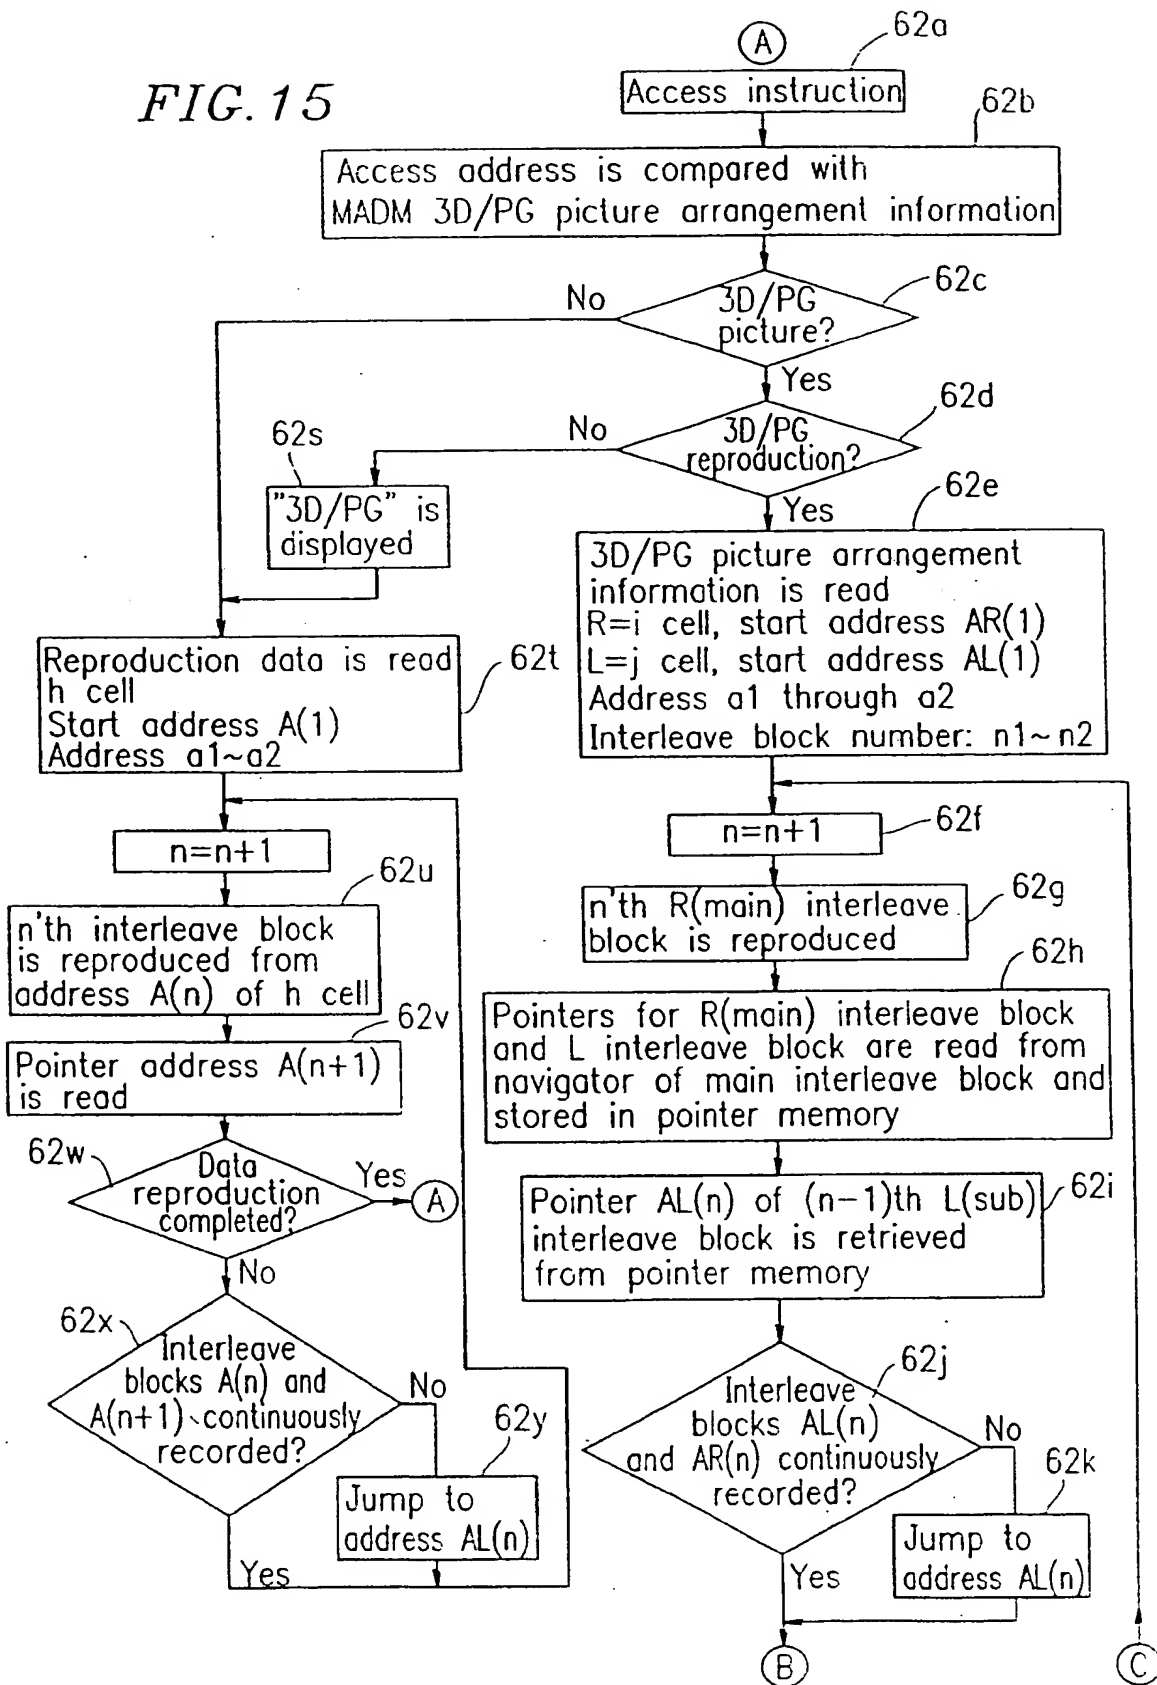 FIG. 15
A
62a
Access instruction
62b
Access address is compared with
MADM 3D/PG picture arrangement information
62c
3D/PG
picture?
No
Yes
62d
3D/PG
reproduction?
No
Yes
62s
"3D/PG" is
displayed
62e
3D/PG picture arrangement
information is read
R=i cell, start address AR(1)
L=j cell, start address AL(1)
Address a1 through a2
Interleave block number: n1~n2
Reproduction data is read
h cell
Start address A(1)
Address a1~a2
62t
n=n+1
62u
n'th interleave block
is reproduced from
address A(n) of h cell
62v
Pointer address A(n+1)
is read
62w
Data
reproduction
completed?
Yes
A
No
62x
Interleave
blocks A(n) and
A(n+1) continuously
recorded?
No
62y
Jump to
address AL(n)
Yes
n=n+1
62f
n'th R(main) interleave
block is reproduced
62g
62h
Pointers for R(main) interleave block
and L interleave block are read from
navigator of main interleave block and
stored in pointer memory
Pointer AL(n) of (n-1)th L(sub)
interleave block is retrieved
from pointer memory
62i
62j
Interleave
blocks AL(n)
and AR(n) continuously
recorded?
No
62k
Jump to
address AL(n)
Yes
B
C